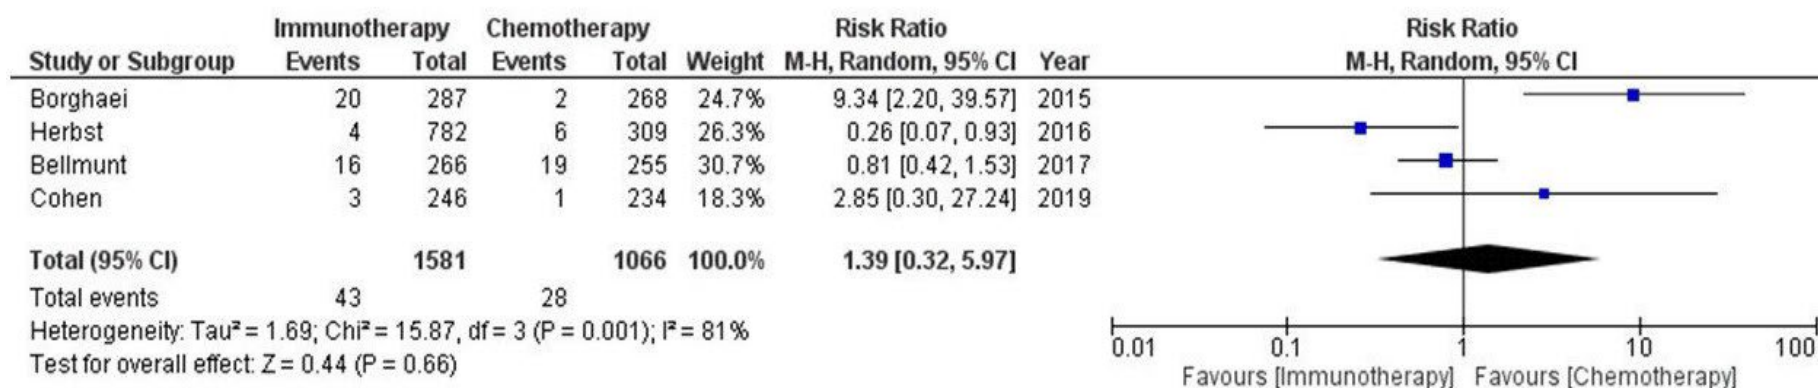 Immunotherapy Chemotherapy Risk Ratio Risk Ratio
Study or Subgroup Events Total Events Total Weight M-H, Random, 95% CI Year M-H, Random, 95% CI
Borghaei 20 287 2 268 24.7% 9.34 [2.20, 39.57] 2015
Herbst 4 782 6 309 26.3% 0.26 [0.07, 0.93] 2016
Bellmunt 16 266 19 255 30.7% 0.81 [0.42, 1.53] 2017
Cohen 3 246 1 234 18.3% 2.85 [0.30, 27.24] 2019
Total (95% CI) 1581 1066 100.0% 1.39 [0.32, 5.97]
Total events 43 28
Heterogeneity: Tau² = 1.69; Chi² = 15.87, df = 3 (P = 0.001); I² = 81%
Test for overall effect: Z = 0.44 (P = 0.66)
0.01 0.1 1 10 100
Favours [Immunotherapy] Favours [Chemotherapy]